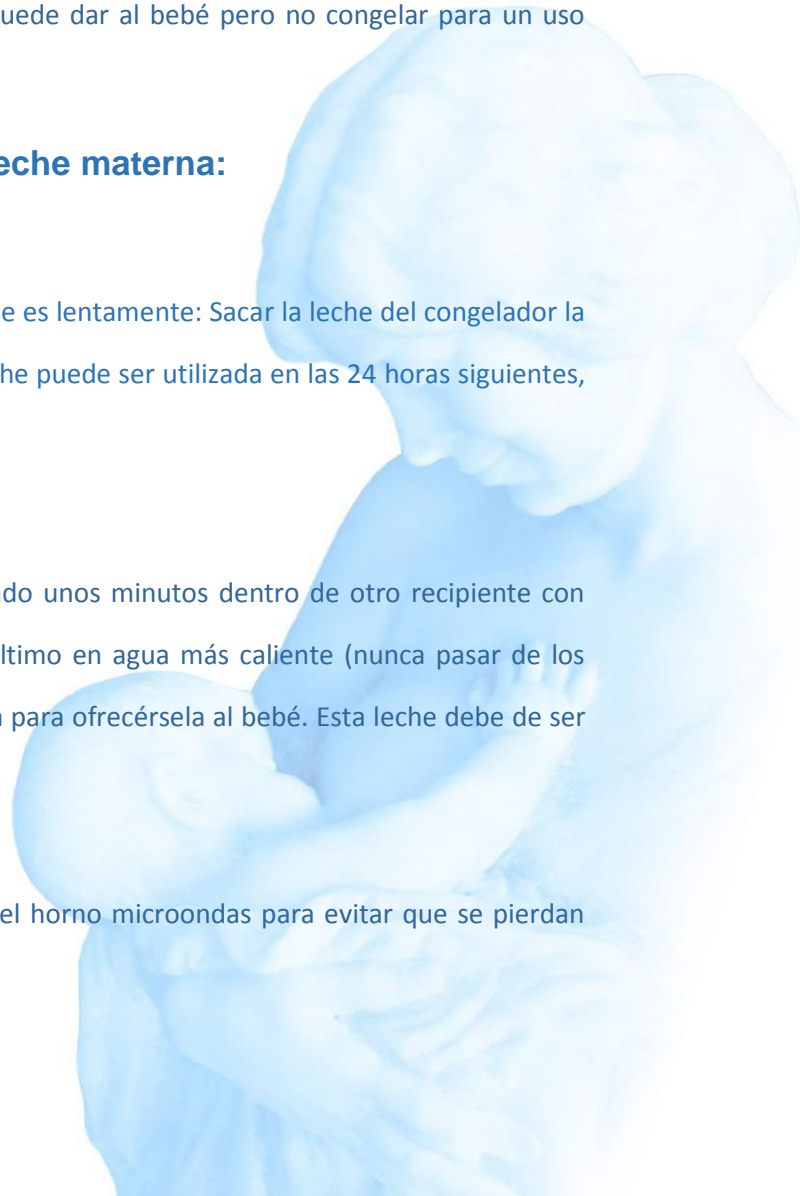 uede dar al bebé pero no congelar para un uso
eche materna:
e es lentamente: Sacar la leche del congelador la
he puede ser utilizada en las 24 horas siguientes,
do unos minutos dentro de otro recipiente con
ltimo en agua más caliente (nunca pasar de los
para ofrecérsela al bebé. Esta leche debe de ser
el horno microondas para evitar que se pierdan